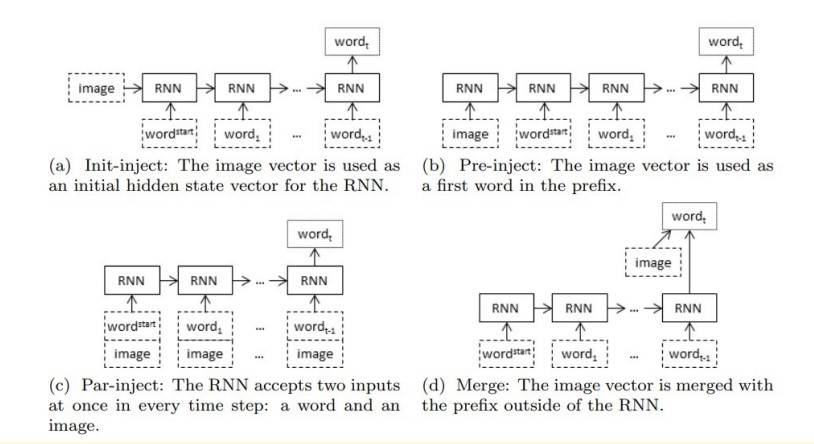 word_t
image RNN RNN ... RNN
word^start word_1 ... word_t-1
(a) Init-inject: The image vector is used as
an initial hidden state vector for the RNN.
word_t
RNN RNN RNN ... RNN
image word^start word_1 ... word_t-1
(b) Pre-inject: The image vector is used as
a first word in the prefix.
word_t
RNN RNN ... RNN
word^start word_1 ... word_t-1
image image ... image
(c) Par-inject: The RNN accepts two inputs
at once in every time step: a word and an
image.
word_t
image
RNN RNN ... RNN
word^start word_1 ... word_t-1
(d) Merge: The image vector is merged with
the prefix outside of the RNN.